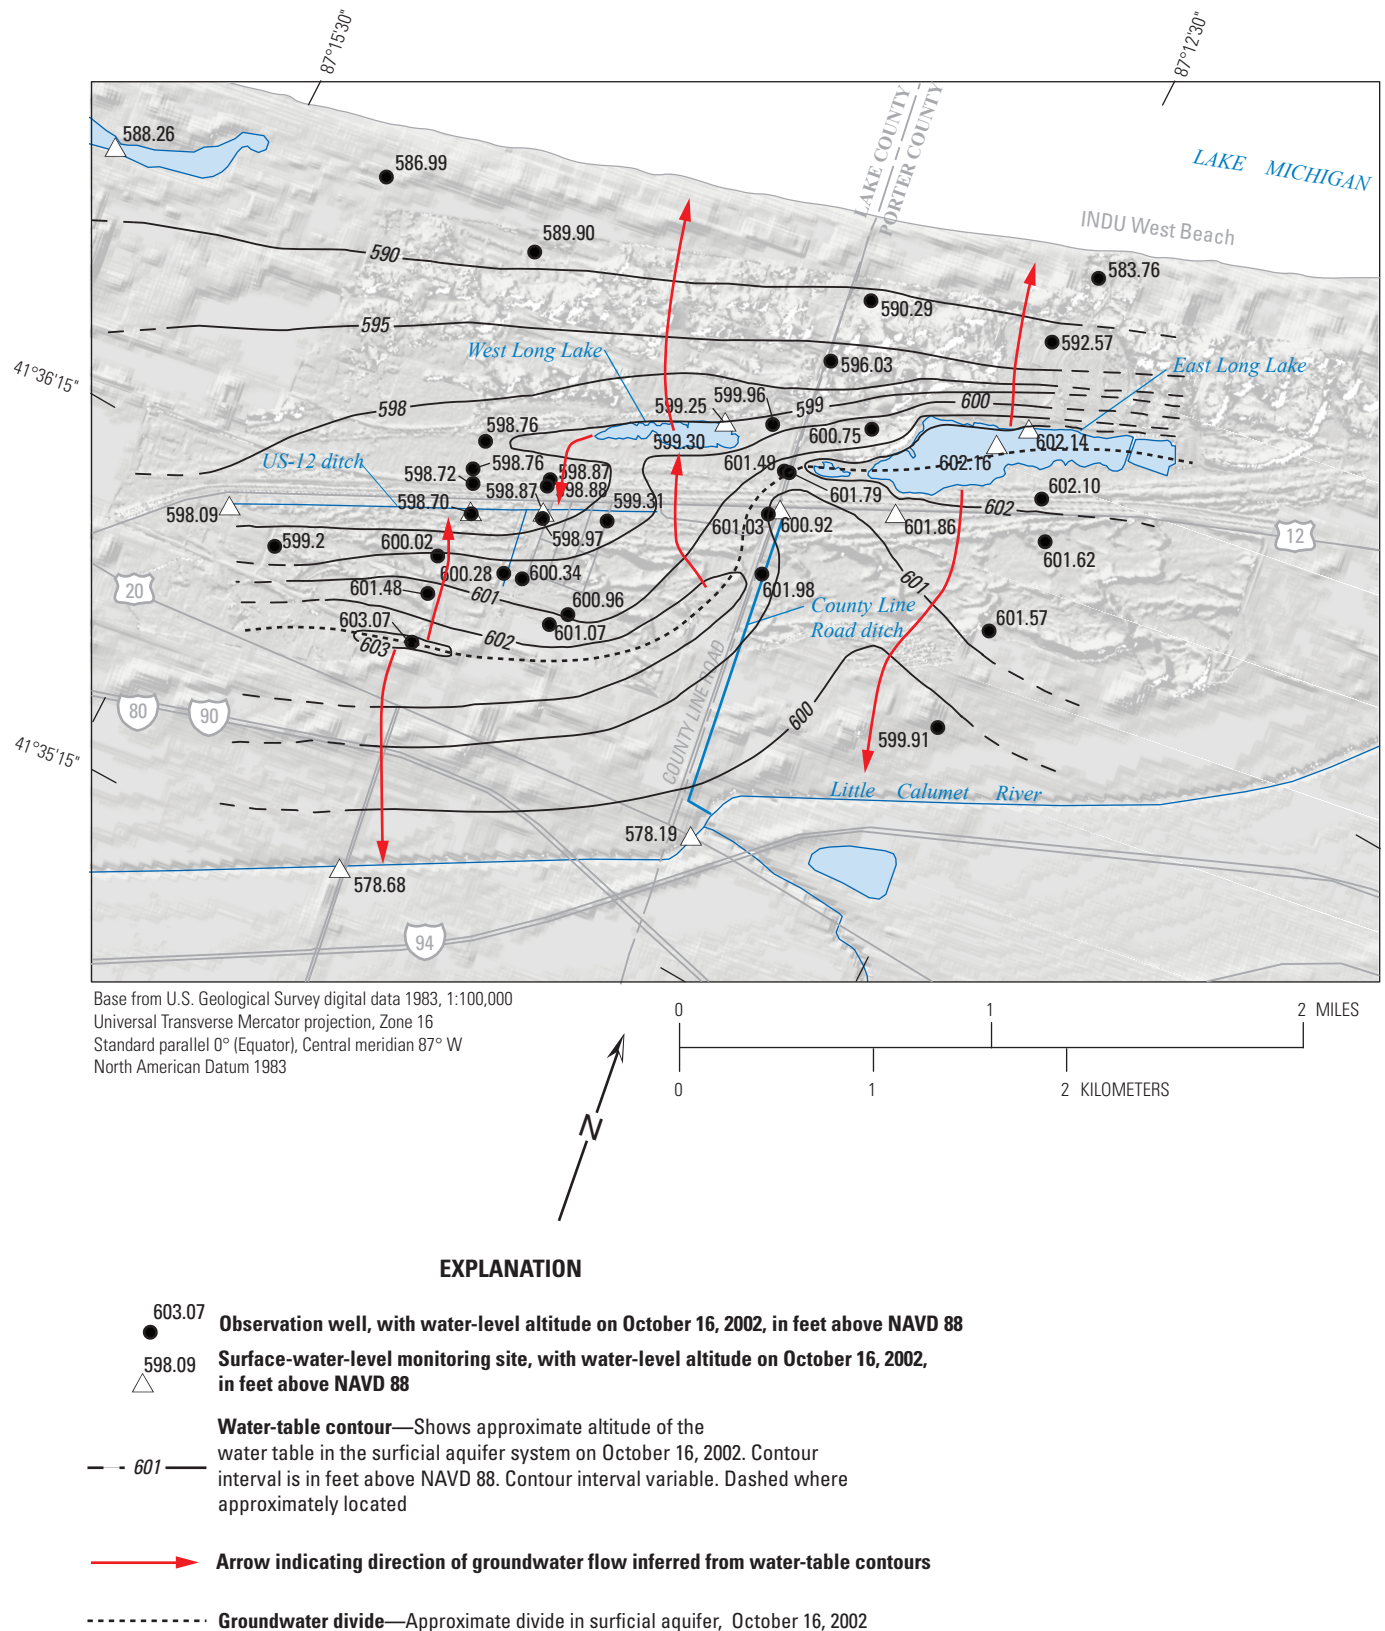 87°15'30"
87°12'30"
588.26
586.99
LAKE COUNTY
PORTER COUNTY
LAKE MICHIGAN
INDU West Beach
589.90
590
583.76
590.29
595
592.57
West Long Lake
596.03
East Long Lake
41°36'15"
599.96
599.25
598
599
600
598.76
599.30
600.75
602.14
US-12 ditch
598.76
598.72
598.87
601.49
602.16
598.88
598.87
598.70
599.31
601.79
602.10
598.09
602
601.03
600.92
601.86
12
598.97
599.2
600.02
601.62
600.28
600.34
601
20
601.48
601
600.96
601.98
County Line
Road ditch
603.07
601.07
601.57
602
603
80
90
COUNTY LINE ROAD
600
599.91
41°35'15"
Little Calumet River
578.19
578.68
94
Base from U.S. Geological Survey digital data 1983, 1:100,000
Universal Transverse Mercator projection, Zone 16
Standard parallel 0° (Equator), Central meridian 87° W
North American Datum 1983
0 1 2 MILES
0 1 2 KILOMETERS
N
EXPLANATION
603.07
Observation well, with water-level altitude on October 16, 2002, in feet above NAVD 88
598.09
Surface-water-level monitoring site, with water-level altitude on October 16, 2002,
in feet above NAVD 88
Water-table contour—Shows approximate altitude of the
water table in the surficial aquifer system on October 16, 2002. Contour
601
interval is in feet above NAVD 88. Contour interval variable. Dashed where
approximately located
Arrow indicating direction of groundwater flow inferred from water-table contours
Groundwater divide—Approximate divide in surficial aquifer, October 16, 2002